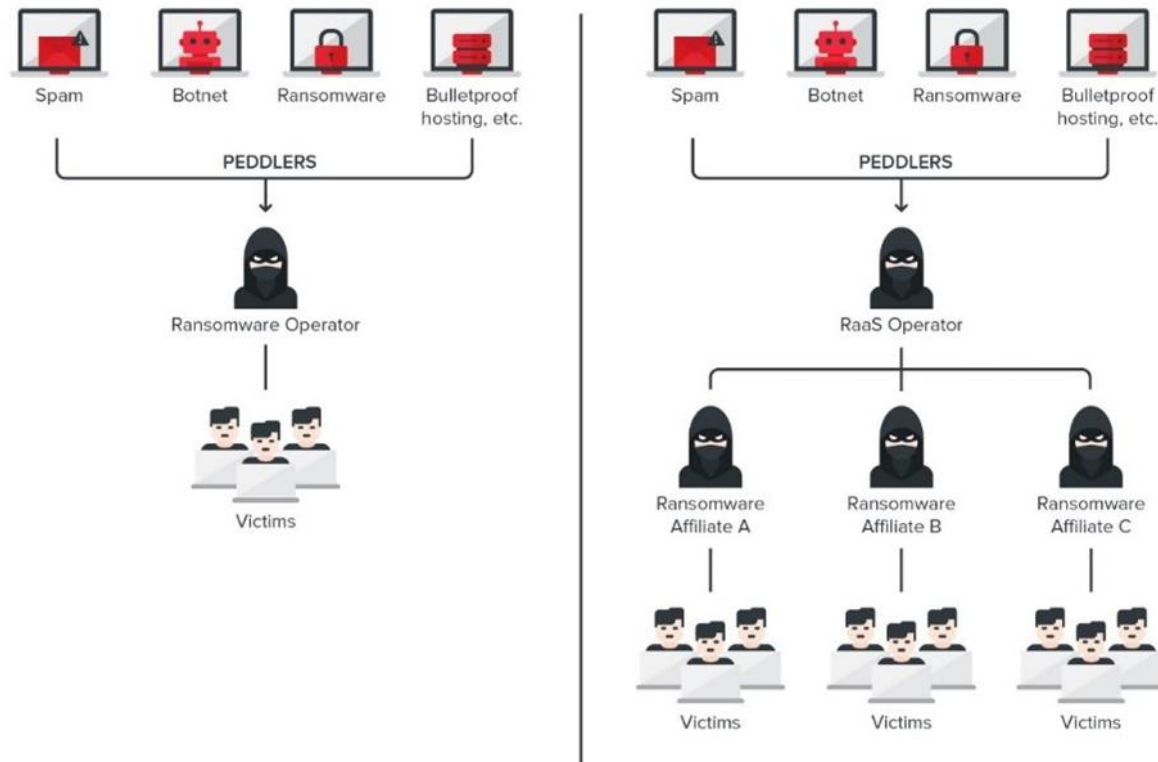 Spam
Botnet
Ransomware
Bulletproof
hosting, etc.
PEDDLERS
Ransomware Operator
Victims
Spam
Botnet
Ransomware
Bulletproof
hosting, etc.
PEDDLERS
RaaS Operator
Ransomware
Affiliate A
Ransomware
Affiliate B
Ransomware
Affiliate C
Victims
Victims
Victims